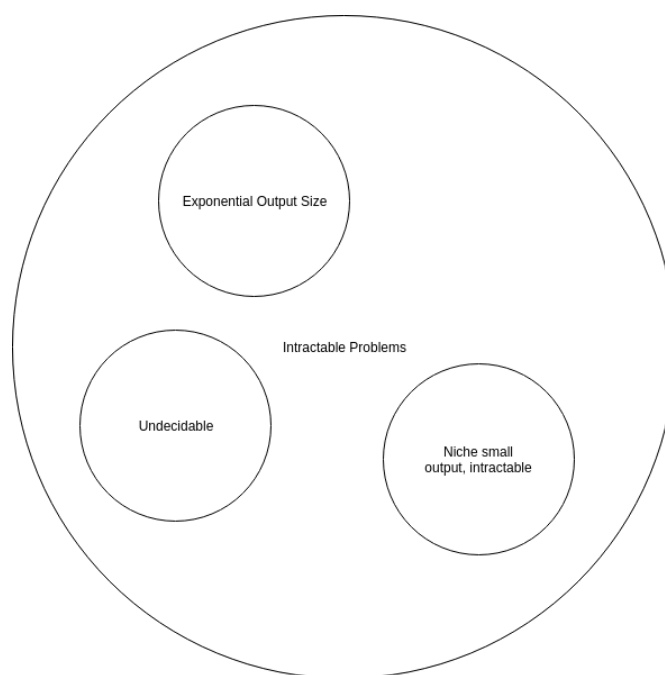 Exponential Output Size
Intractable Problems
Undecidable
Niche small
output, intractable